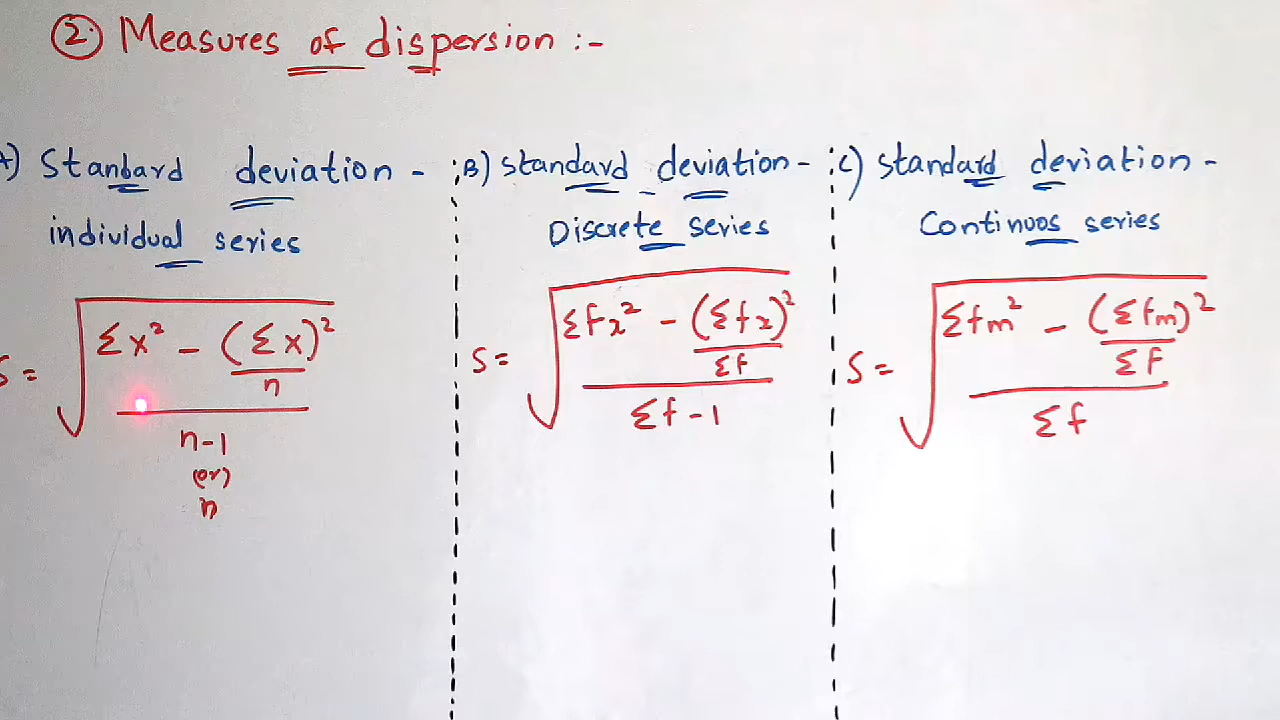 ② Measures of dispersion :-
A) Standard deviation -
individual series
S = √((Σx² - (Σx)²/n) / (n-1 (or) n))
B) standard deviation -
Discrete series
S = √((Σfx² - (Σfx)²/Σf) / (Σf-1))
C) standard deviation -
Continuos series
S = √((Σfm² - (Σfm)²/Σf) / Σf)